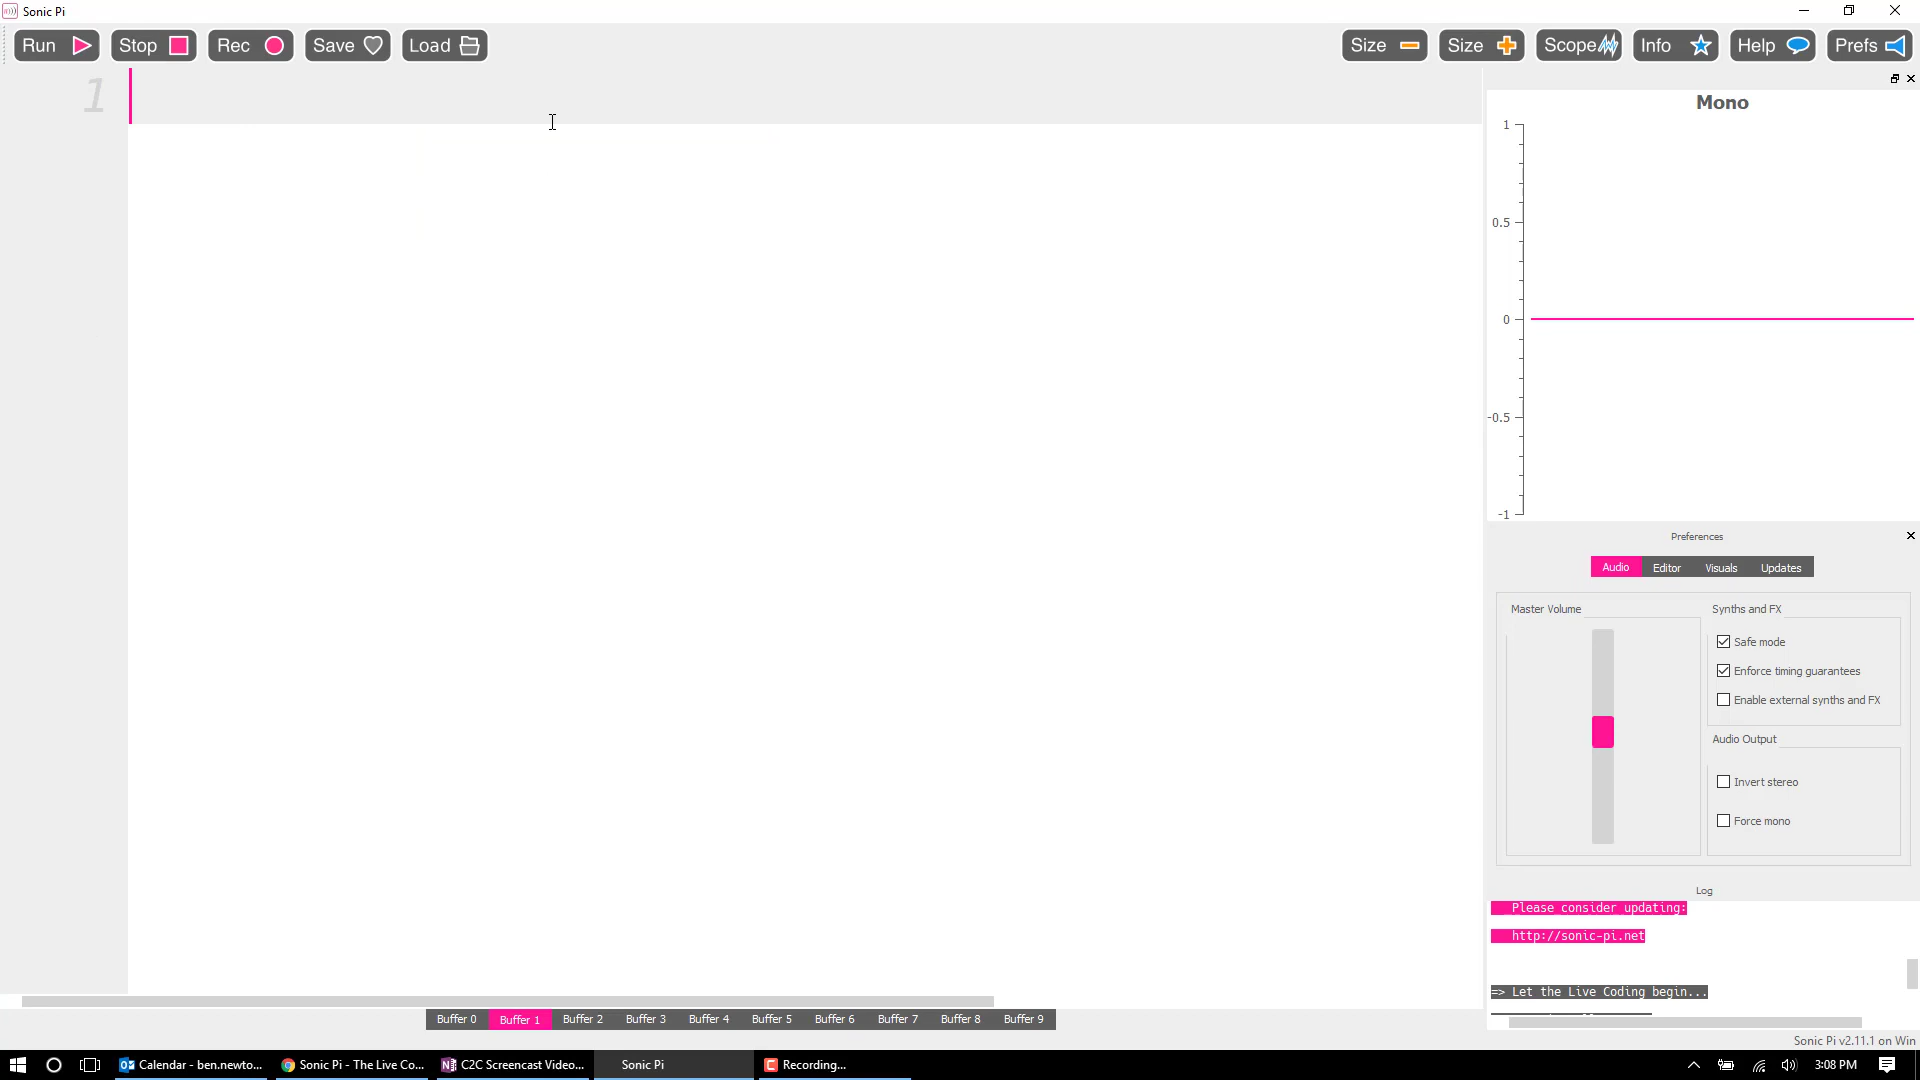 Sonic Pi
Run Stop Rec Save Load Size Size Scope Info Help Prefs
1
Mono
1
0.5
0
-0.5
-1
Preferences
Audio Editor Visuals Updates
Master Volume
Synths and FX
Safe mode
Enforce timing guarantees
Enable external synths and FX
Audio Output
Invert stereo
Force mono
Log
Please consider updating:
http://sonic-pi.net
=> Let the Live Coding begin...
Buffer 0 Buffer 1 Buffer 2 Buffer 3 Buffer 4 Buffer 5 Buffer 6 Buffer 7 Buffer 8 Buffer 9
Sonic Pi v2.11.1 on Win
Calendar - ben.newto... Sonic Pi - The Live Co... C2C Screencast Video... Sonic Pi Recording... 3:08 PM